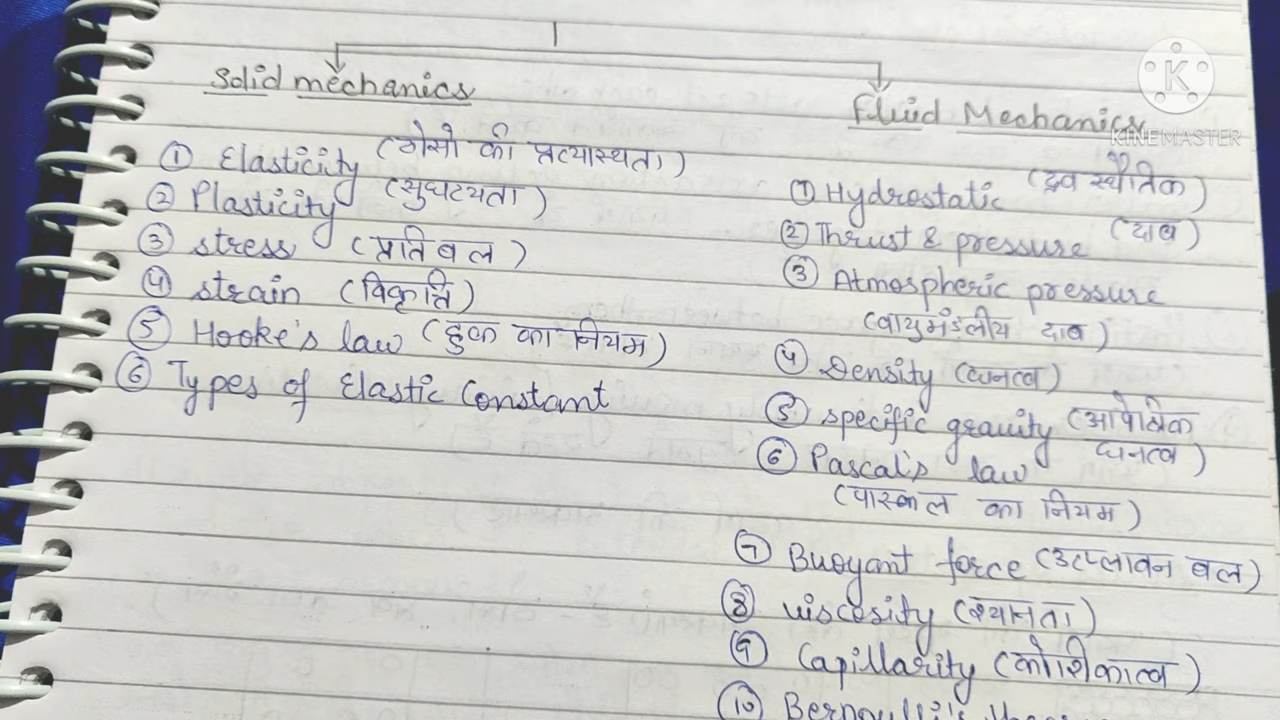 Solid mechanics
① Elasticity (ठोसो की प्रत्यास्थता)
② Plasticity (सुघटयता)
③ stress (प्रतिबल)
④ strain (विकृति)
⑤ Hooke's law (हुक का नियम)
⑥ Types of Elastic Constant
Fluid Mechanics
① Hydrostatic (द्रव स्थैतिक)
② Thrust & pressure (दाब)
③ Atmospheric pressure
(वायुमंडलीय दाब)
④ Density (घनत्व)
⑤ specific gravity (आपेक्षिक
घनत्व)
⑥ Pascal's law
(पास्कल का नियम)
⑦ Buoyant force (उत्प्लावन बल)
⑧ viscosity (श्यानता)
⑨ Capillarity (कोशिकात्व)
⑩ Bernoulli's
K
KINEMASTER